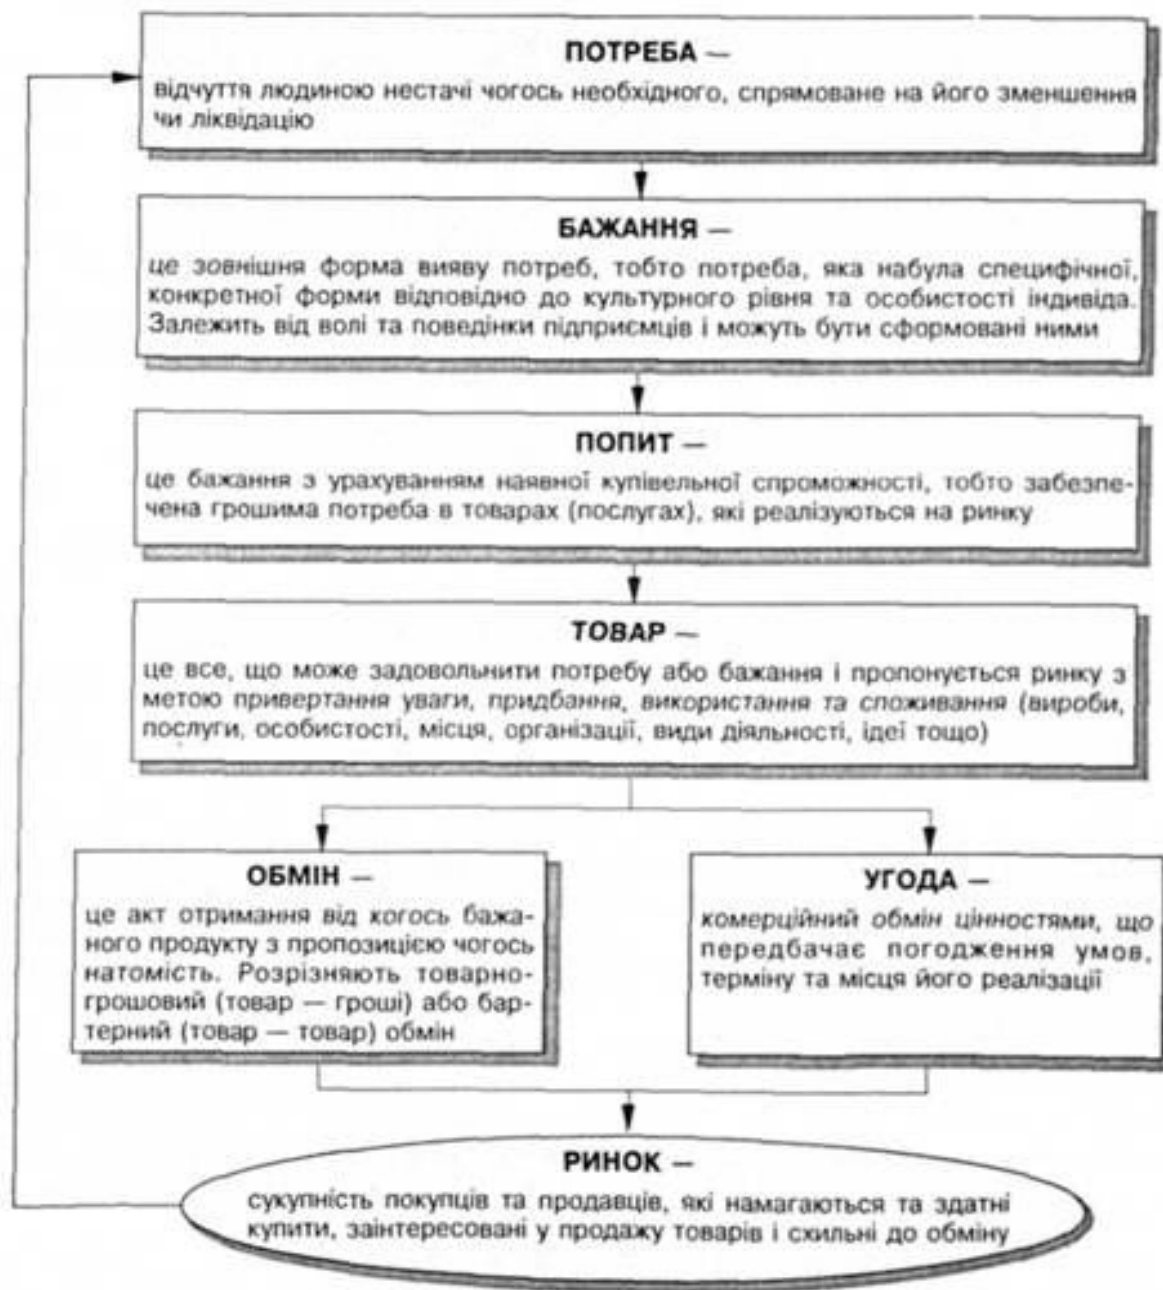 ПОТРЕБА —
відчуття людиною нестачі чогось необхідного, спрямоване на його зменшення
чи ліквідацію
БАЖАННЯ —
це зовнішня форма вияву потреб, тобто потреба, яка набула специфічної,
конкретної форми відповідно до культурного рівня та особистості індивіда.
Залежить від волі та поведінки підприємців і можуть бути сформовані ними
ПОПИТ —
це бажання з урахуванням наявної купівельної спроможності, тобто забезпе-
чена грошима потреба в товарах (послугах), які реалізуються на ринку
ТОВАР —
це все, що може задовольнити потребу або бажання і пропонується ринку з
метою привертання уваги, придбання, використання та споживання (вироби,
послуги, особистості, місця, організації, види діяльності, ідеї тощо)
ОБМІН —
це акт отримання від когось бажа-
ного продукту з пропозицією чогось
натомість. Розрізняють товарно-
грошовий (товар — гроші) або бар-
терний (товар — товар) обмін
УГОДА —
комерційний обмін цінностями, що
передбачає погодження умов,
терміну та місця його реалізації
РИНОК —
сукупність покупців та продавців, які намагаються та здатні
купити, заінтересовані у продажу товарів і схильні до обміну